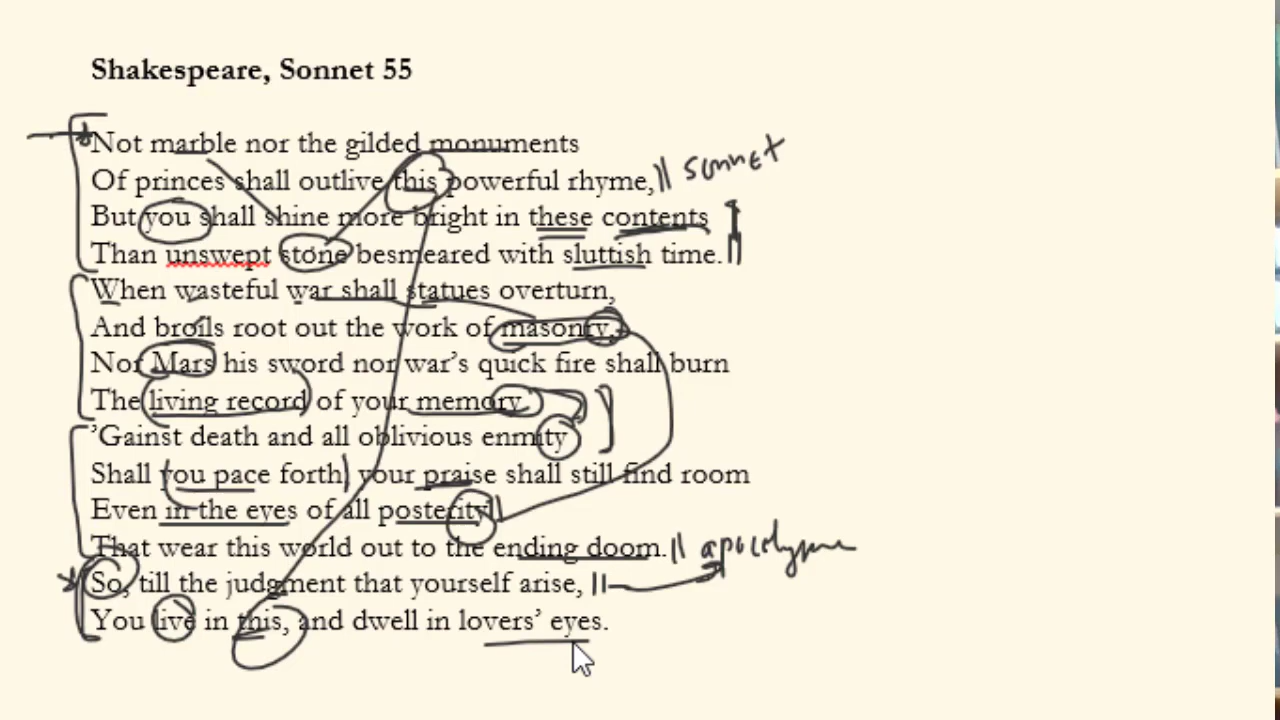 Shakespeare, Sonnet 55
Not marble nor the gilded monuments
Of princes shall outlive this powerful rhyme, sonnet
But you shall shine more bright in these contents
Than unswept stone besmeared with sluttish time.
When wasteful war shall statues overturn,
And broils root out the work of masonry,
Nor Mars his sword nor war's quick fire shall burn
The living record of your memory.
'Gainst death and all oblivious enmity
Shall you pace forth; your praise shall still find room
Even in the eyes of all posterity
That wear this world out to the ending doom.
So, till the judgment that yourself arise,
You live in this, and dwell in lovers' eyes.